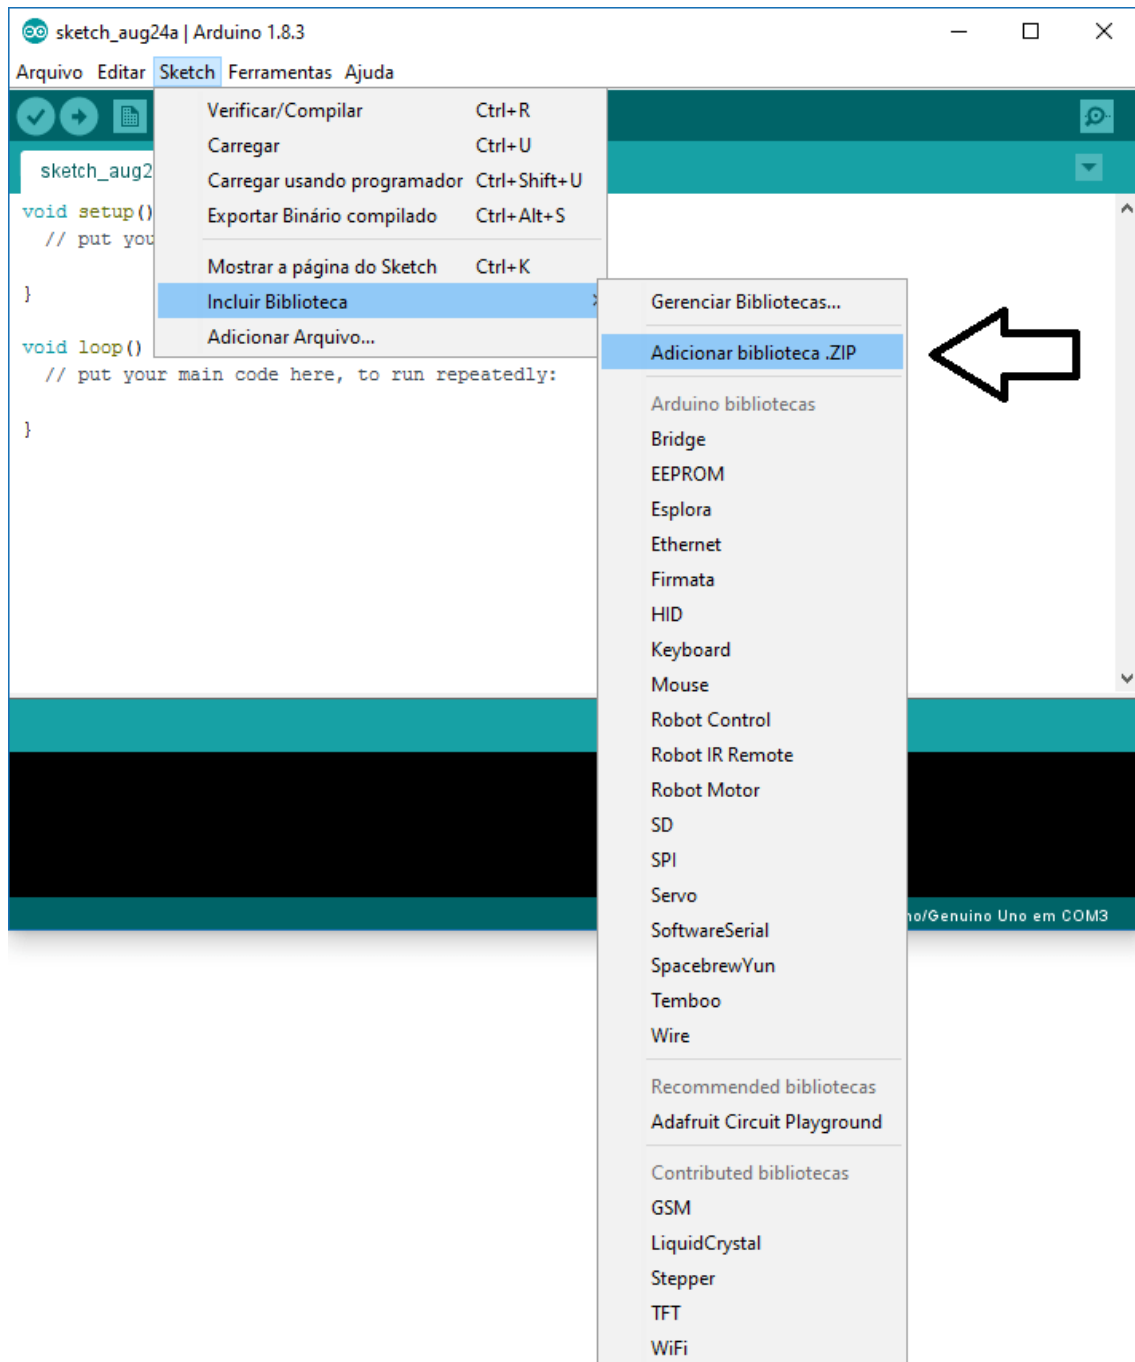 sketch_aug24a | Arduino 1.8.3
Arquivo Editar Sketch Ferramentas Ajuda
Verificar/Compilar Ctrl+R
Carregar Ctrl+U
Carregar usando programador Ctrl+Shift+U
Exportar Binário compilado Ctrl+Alt+S
Mostrar a página do Sketch Ctrl+K
Incluir Biblioteca
Adicionar Arquivo...
sketch_aug2
void setup()
// put you
}
void loop()
// put your main code here, to run repeatedly:
}
Gerenciar Bibliotecas...
Adicionar biblioteca .ZIP
Arduino bibliotecas
Bridge
EEPROM
Esplora
Ethernet
Firmata
HID
Keyboard
Mouse
Robot Control
Robot IR Remote
Robot Motor
SD
SPI
Servo
SoftwareSerial
SpacebrewYun
Temboo
Wire
Recommended bibliotecas
Adafruit Circuit Playground
Contributed bibliotecas
GSM
LiquidCrystal
Stepper
TFT
WiFi
no/Genuino Uno em COM3